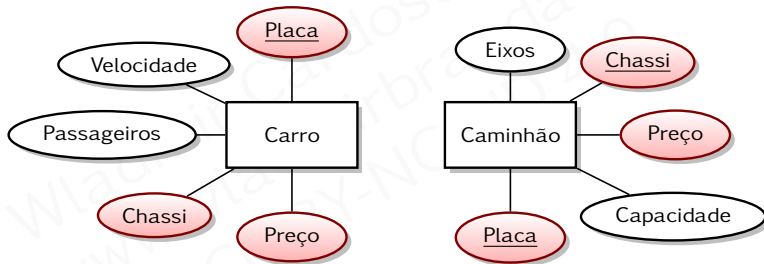 Placa
Velocidade
Passageiros
Carro
Chassi
Preço
Eixos
Chassi
Caminhão
Preço
Capacidade
Placa